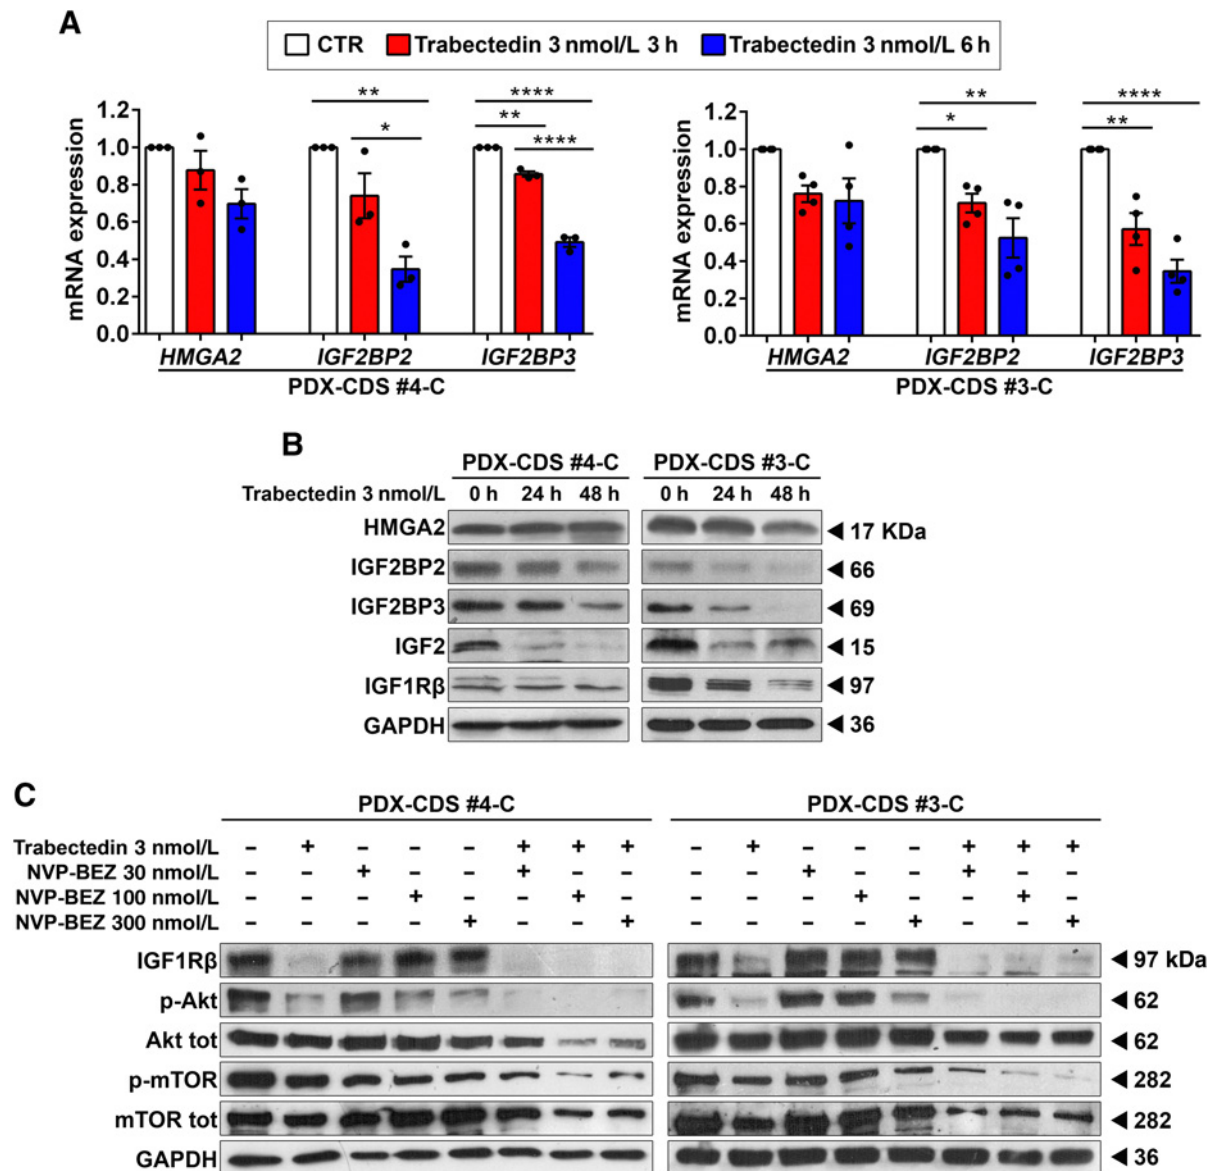 A
CTR Trabectedin 3 nmol/L 3 h Trabectedin 3 nmol/L 6 h
mRNA expression
1.2
1.0
0.8
0.6
0.4
0.2
0.0
** * **** ** ****
HMGA2 IGF2BP2 IGF2BP3
PDX-CDS #4-C
mRNA expression
1.2
1.0
0.8
0.6
0.4
0.2
0.0
** * **** **
HMGA2 IGF2BP2 IGF2BP3
PDX-CDS #3-C
B
PDX-CDS #4-C PDX-CDS #3-C
Trabectedin 3 nmol/L 0 h 24 h 48 h 0 h 24 h 48 h
HMGA2 17 KDa
IGF2BP2 66
IGF2BP3 69
IGF2 15
IGF1Rβ 97
GAPDH 36
C
PDX-CDS #4-C PDX-CDS #3-C
Trabectedin 3 nmol/L – + – – – + + + – + – – – + + +
NVP-BEZ 30 nmol/L – – + – – + – – – – + – – + – –
NVP-BEZ 100 nmol/L – – – + – – + – – – – + – – + –
NVP-BEZ 300 nmol/L – – – – + – – + – – – – + – – +
IGF1Rβ 97 kDa
p-Akt 62
Akt tot 62
p-mTOR 282
mTOR tot 282
GAPDH 36